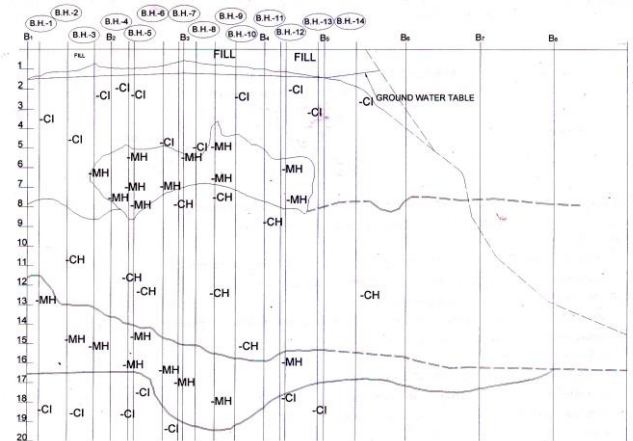 B.H.-1 B.H.-2 B.H.-3 B.H.-4 B.H.-5 B.H.-6 B.H.-7 B.H.-8 B.H.-9 B.H.-10 B.H.-11 B.H.-12 B.H.-13 B.H.-14
B1 B2 B3 B4 B5 B6 B7 B8
FILL FILL FILL
1
2 -CI -CI -CI -CI -CI -CI
GROUND WATER TABLE
3 -CI
4 -CI
5 -CI -CI -CI -MH
6 -MH -MH -MH -MH
7 -MH -MH -MH
8 -MH -MH -CH -CH -MH
9 -CH
10
11 -CH
12 -CH
13 -MH -CH -CH -CH
14
15 -MH -MH -MH -CH
16 -MH -MH -MH
17 -MH
18 -CI -MH -CI
19 -CI -CI -CI -CI
20 -CI